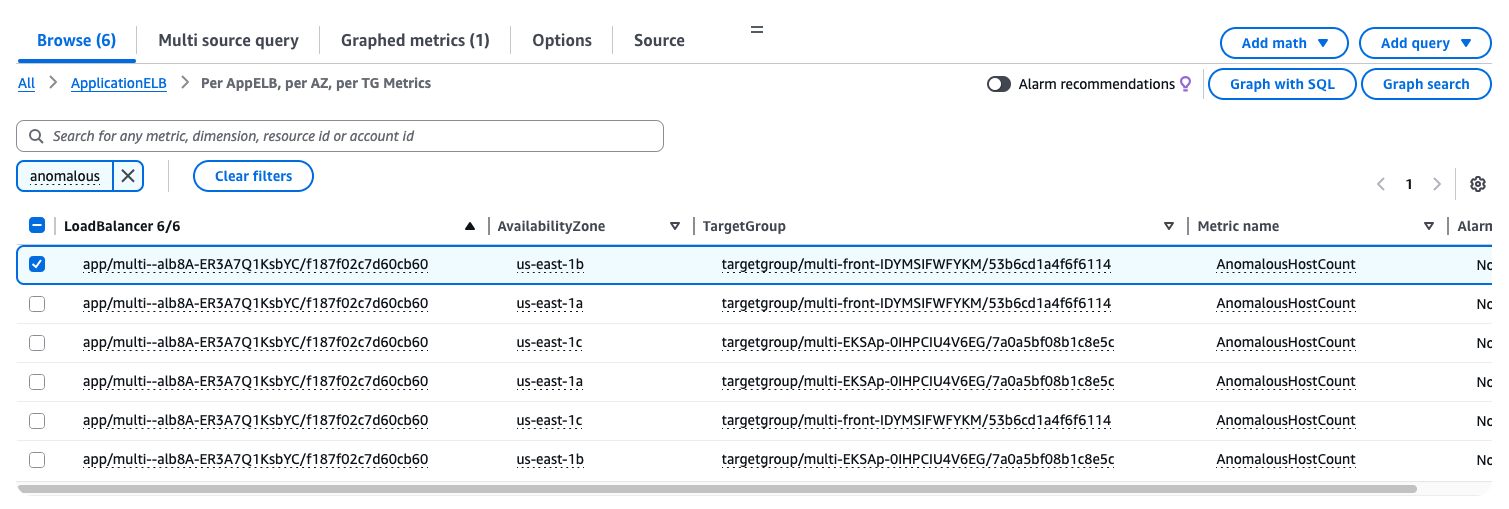 Browse (6) Multi source query Graphed metrics (1) Options Source Add math Add query
All ApplicationELB Per AppELB, per AZ, per TG Metrics Alarm recommendations Graph with SQL Graph search
Search for any metric, dimension, resource id or account id
anomalous Clear filters
1
LoadBalancer 6/6 AvailabilityZone TargetGroup Metric name Alarm
app/multi--alb8A-ER3A7Q1KsbYC/f187f02c7d60cb60 us-east-1b targetgroup/multi-front-IDYMSIFWFYKM/53b6cd1a4f6f6114 AnomalousHostCount No
app/multi--alb8A-ER3A7Q1KsbYC/f187f02c7d60cb60 us-east-1a targetgroup/multi-front-IDYMSIFWFYKM/53b6cd1a4f6f6114 AnomalousHostCount No
app/multi--alb8A-ER3A7Q1KsbYC/f187f02c7d60cb60 us-east-1c targetgroup/multi-EKSAp-0IHPCIU4V6EG/7a0a5bf08b1c8e5c AnomalousHostCount No
app/multi--alb8A-ER3A7Q1KsbYC/f187f02c7d60cb60 us-east-1a targetgroup/multi-EKSAp-0IHPCIU4V6EG/7a0a5bf08b1c8e5c AnomalousHostCount No
app/multi--alb8A-ER3A7Q1KsbYC/f187f02c7d60cb60 us-east-1c targetgroup/multi-front-IDYMSIFWFYKM/53b6cd1a4f6f6114 AnomalousHostCount No
app/multi--alb8A-ER3A7Q1KsbYC/f187f02c7d60cb60 us-east-1b targetgroup/multi-EKSAp-0IHPCIU4V6EG/7a0a5bf08b1c8e5c AnomalousHostCount No